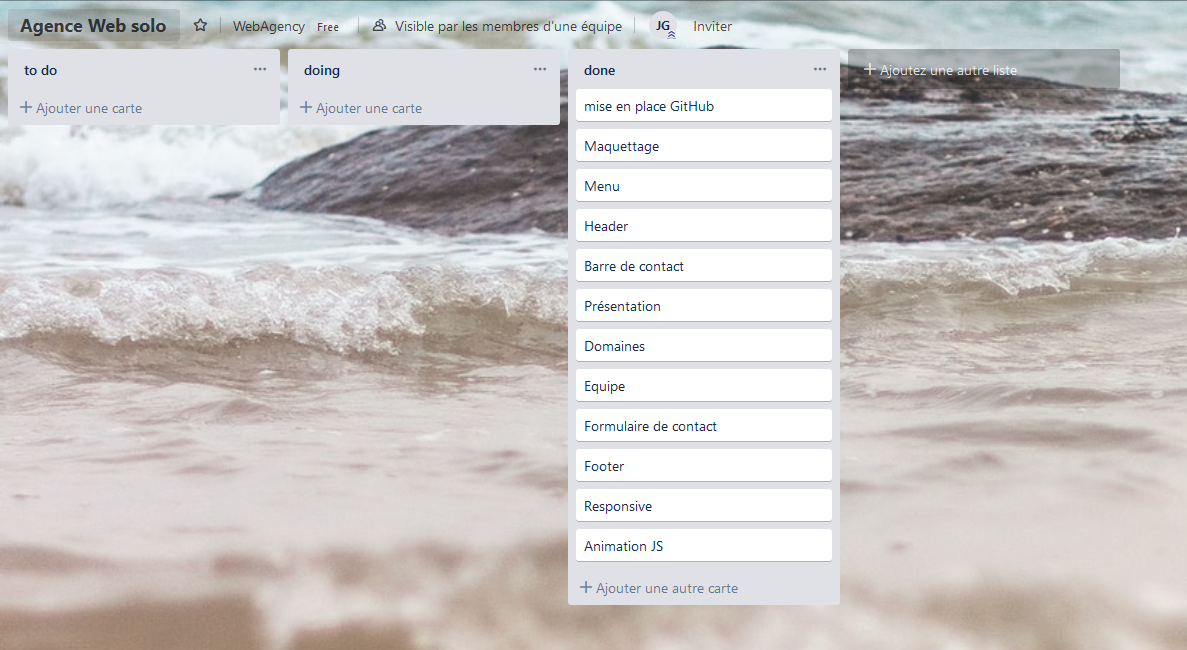 Agence Web solo WebAgency Free Visible par les membres d'une équipe JG Inviter
to do
Ajouter une carte
doing
Ajouter une carte
done
mise en place GitHub
Maquettage
Menu
Header
Barre de contact
Présentation
Domaines
Equipe
Formulaire de contact
Footer
Responsive
Animation JS
Ajouter une autre carte
Ajoutez une autre liste